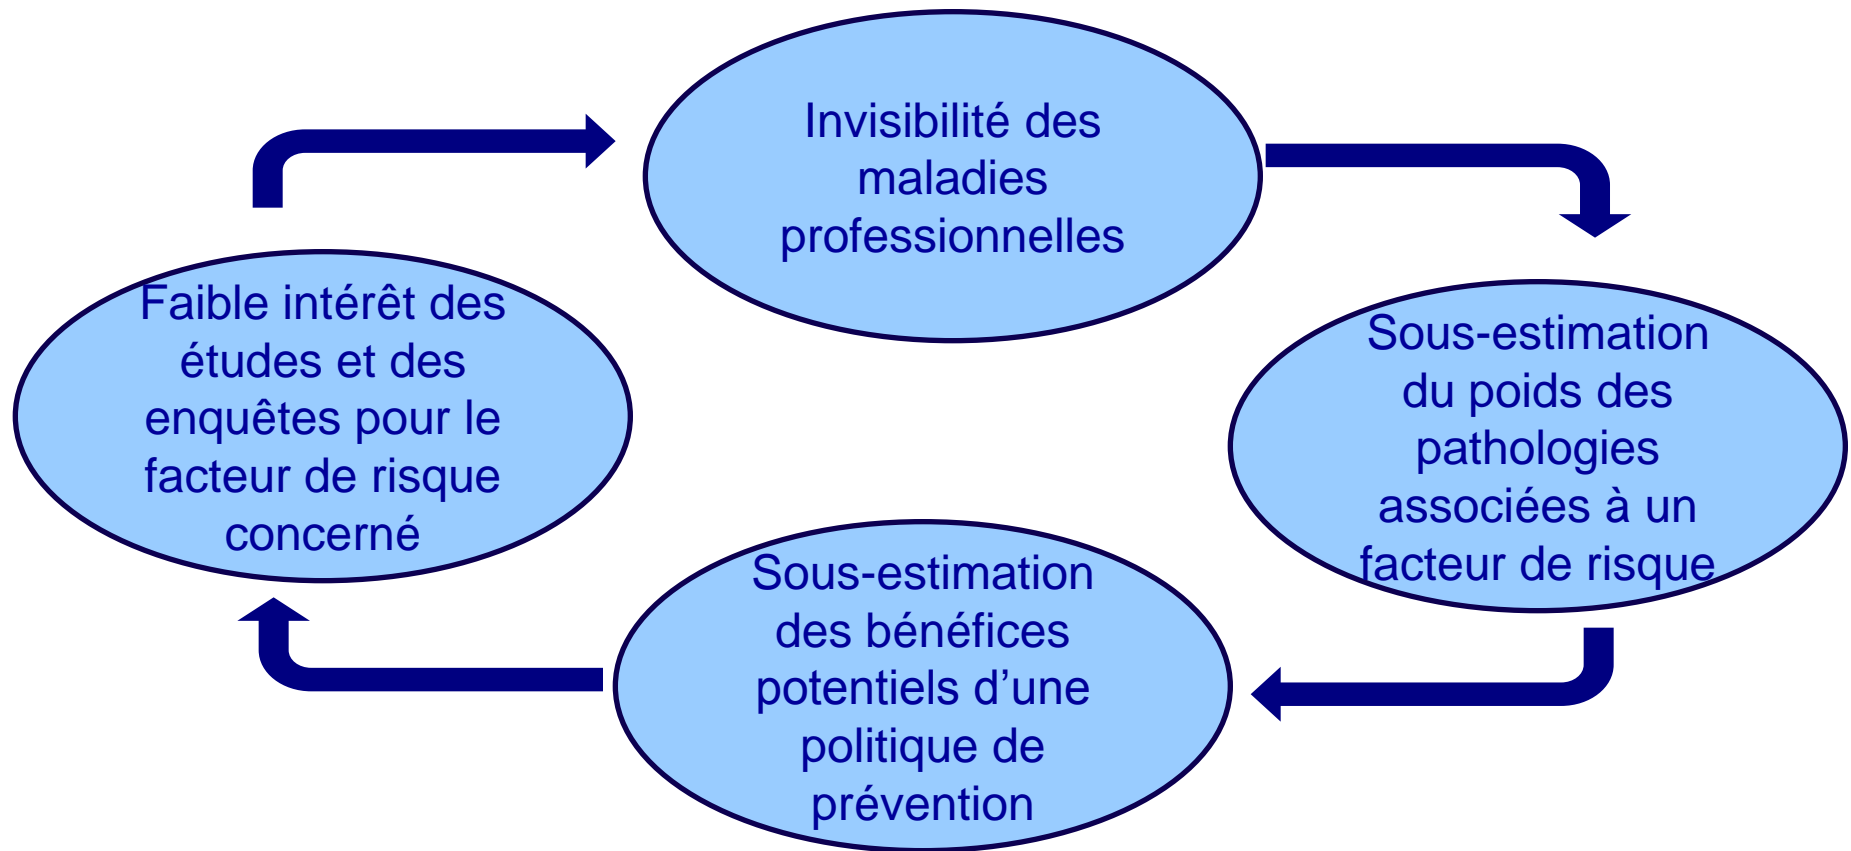 Invisibilité des
maladies
professionnelles
Sous-estimation
du poids des
pathologies
associées à un
facteur de risque
Sous-estimation
des bénéfices
potentiels d’une
politique de
prévention
Faible intérêt des
études et des
enquêtes pour le
facteur de risque
concerné